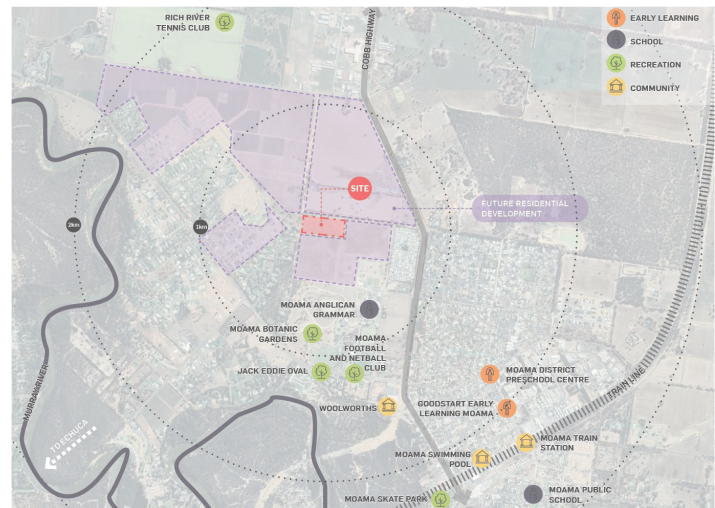 RICH RIVER
TENNIS CLUB
COBB HIGHWAY
EARLY LEARNING
SCHOOL
RECREATION
COMMUNITY
SITE
FUTURE RESIDENTIAL
DEVELOPMENT
2km
1km
MOAMA ANGLICAN
GRAMMAR
MOAMA BOTANIC
GARDENS
MOAMA
FOOTBALL
AND NETBALL
CLUB
JACK EDDIE OVAL
MOAMA DISTRICT
PRESCHOOL CENTRE
WOOLWORTHS
GOODSTART EARLY
LEARNING MOAMA
TRAIN LINE
MURRAY RIVER
TO ECHUCA
MOAMA TRAIN
STATION
MOAMA SWIMMING
POOL
MOAMA SKATE PARK
MOAMA PUBLIC
SCHOOL